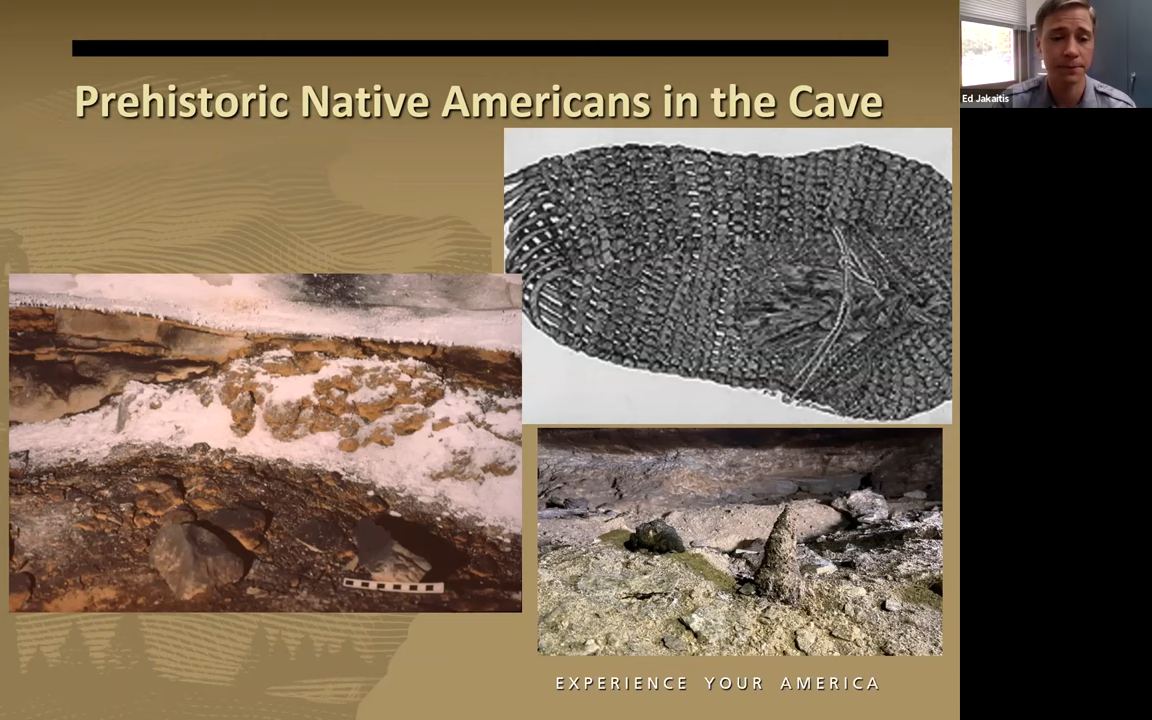 Prehistoric Native Americans in the Cave
Ed Jakaitis
EXPERIENCE YOUR AMERICA